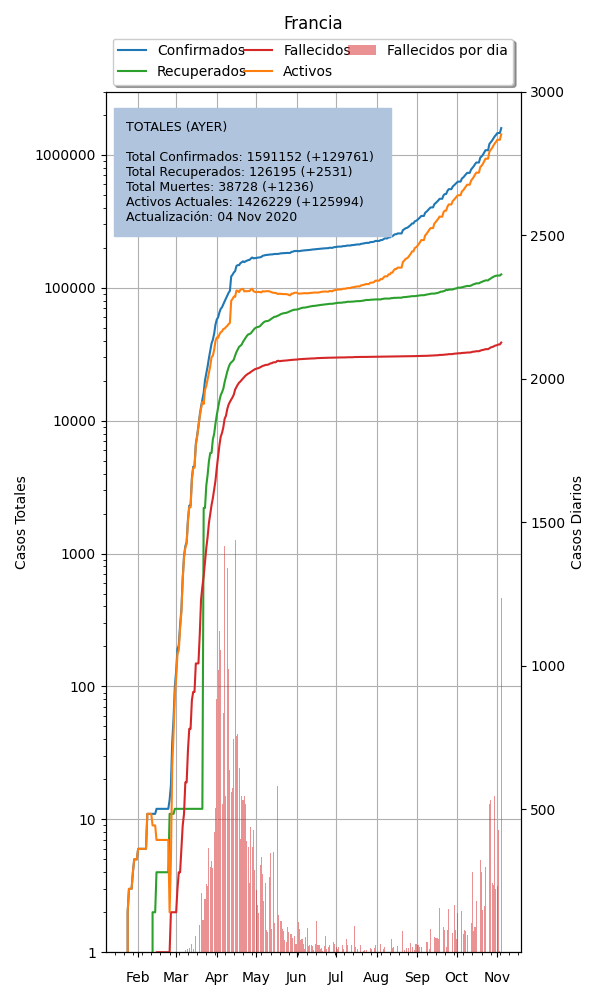 Francia
Confirmados
Recuperados
Fallecidos
Activos
Fallecidos por dia
TOTALES (AYER)
Total Confirmados: 1591152 (+129761)
Total Recuperados: 126195 (+2531)
Total Muertes: 38728 (+1236)
Activos Actuales: 1426229 (+125994)
Actualización: 04 Nov 2020
Casos Totales
1000000
100000
10000
1000
100
10
1
3000
2500
2000
1500
1000
500
Casos Diarios
Feb Mar Apr May Jun Jul Aug Sep Oct Nov